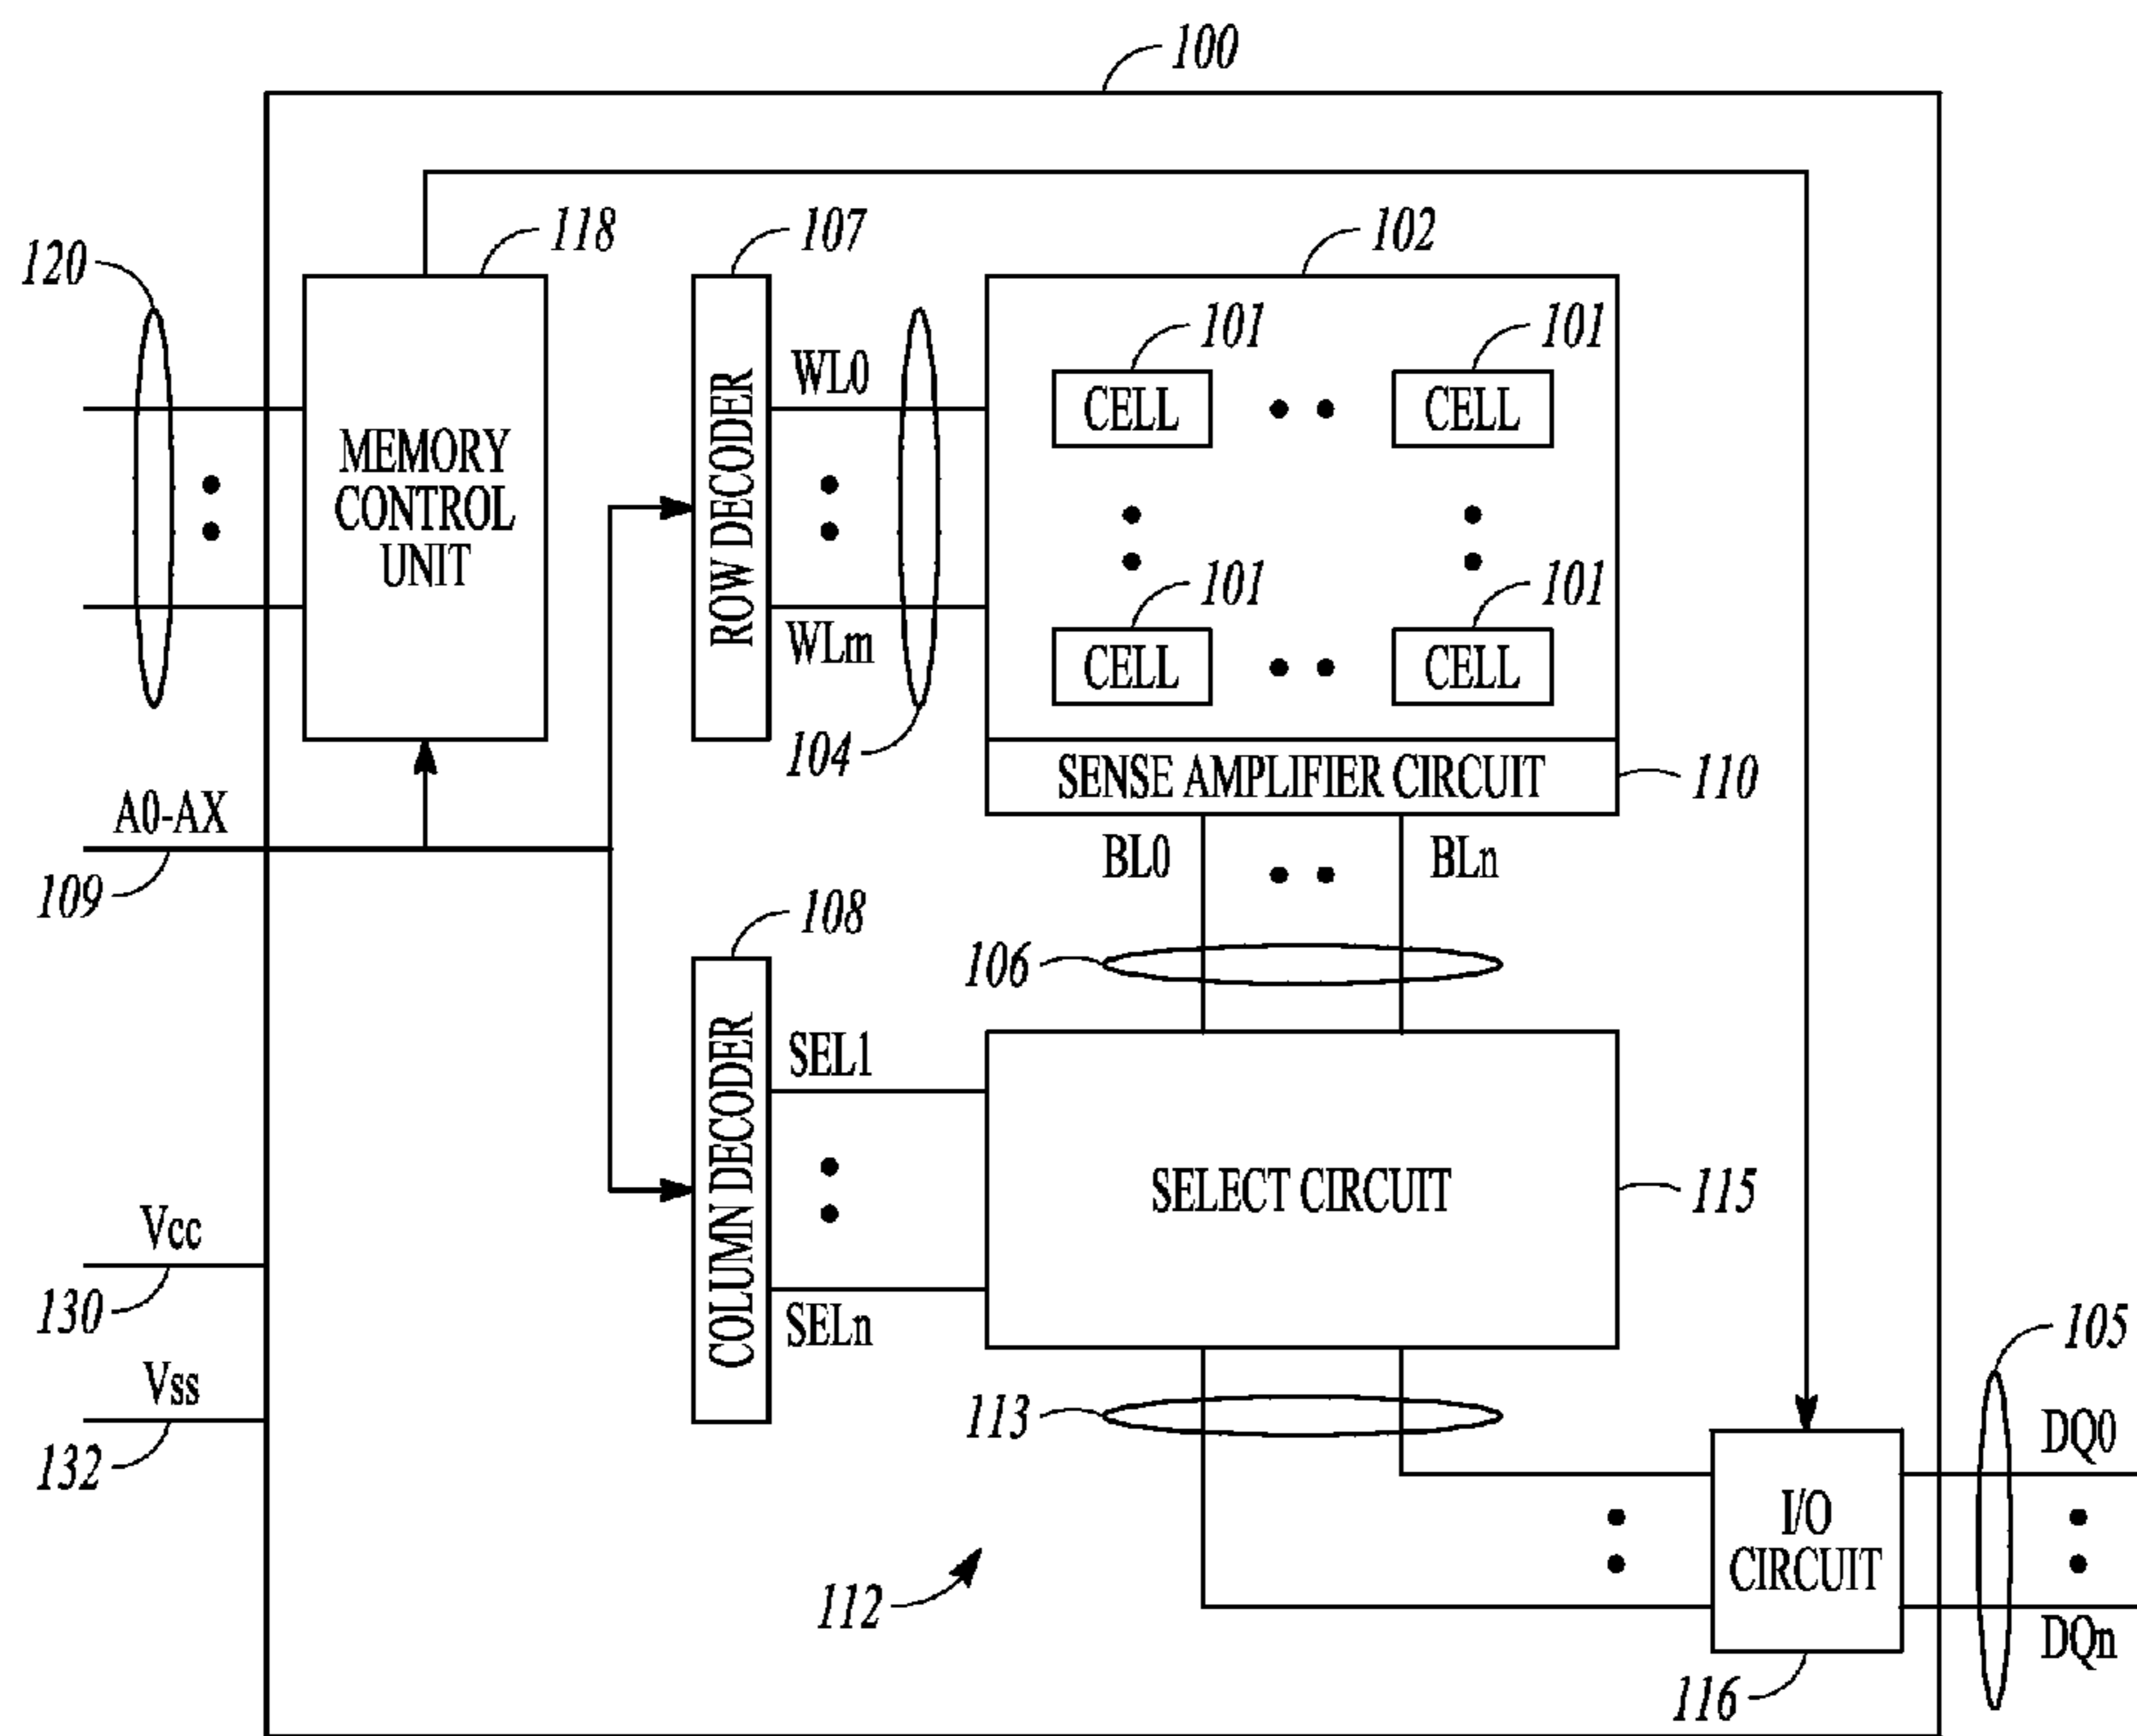 100
120
118
107
102
101
101
WL0
CELL
CELL
MEMORY
CONTROL
UNIT
ROW DECODER
101
101
WLm
CELL
CELL
104
SENSE AMPLIFIER CIRCUIT
110
A0-AX
109
BL0
BLn
108
106
SEL1
COLUMN DECODER
SELECT CIRCUIT
115
Vcc
130
SELn
105
Vss
132
113
DQ0
I/O
CIRCUIT
112
DQn
116